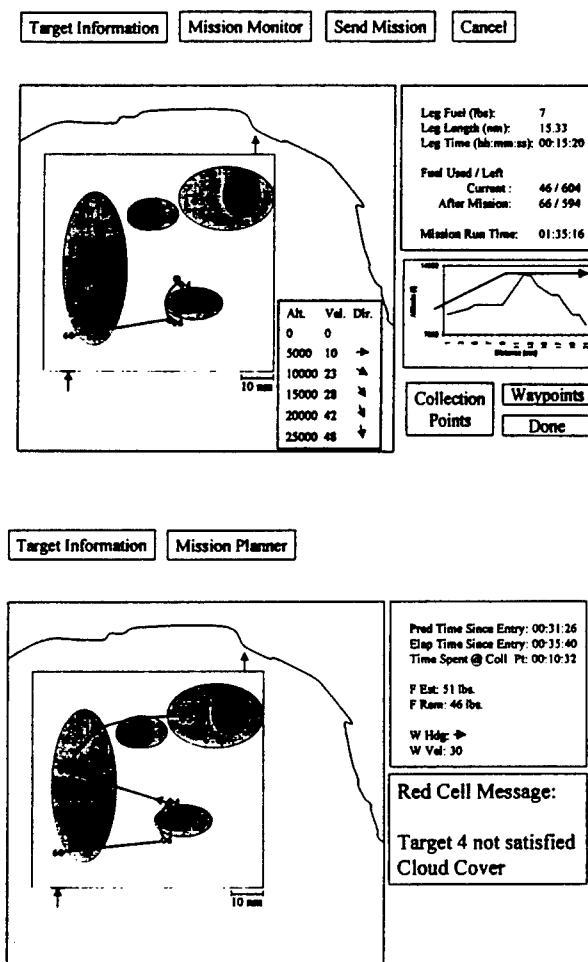 Target Information Mission Monitor Send Mission Cancel
Leg Fuel (lbs): 7
Leg Length (nm): 15.33
Leg Time (hh:mm:ss): 00:15:20
Fuel Used / Left
Current : 46 / 604
After Mission: 66 / 594
Mission Run Time: 01:35:16
Alt. Vel. Dir.
0 0
5000 10
10000 23
15000 28
20000 42
25000 48
10 nm
Altitude (ft)
Distance (nm)
Collection Points
Waypoints
Done
Target Information Mission Planner
Pred Time Since Entry: 00:31:26
Elap Time Since Entry: 00:35:40
Time Spent @ Coll Pt: 00:10:32
F Est: 51 lbs.
F Rem: 46 lbs.
W Hdg:
W Vel: 30
Red Cell Message:
Target 4 not satisfied
Cloud Cover
10 nm